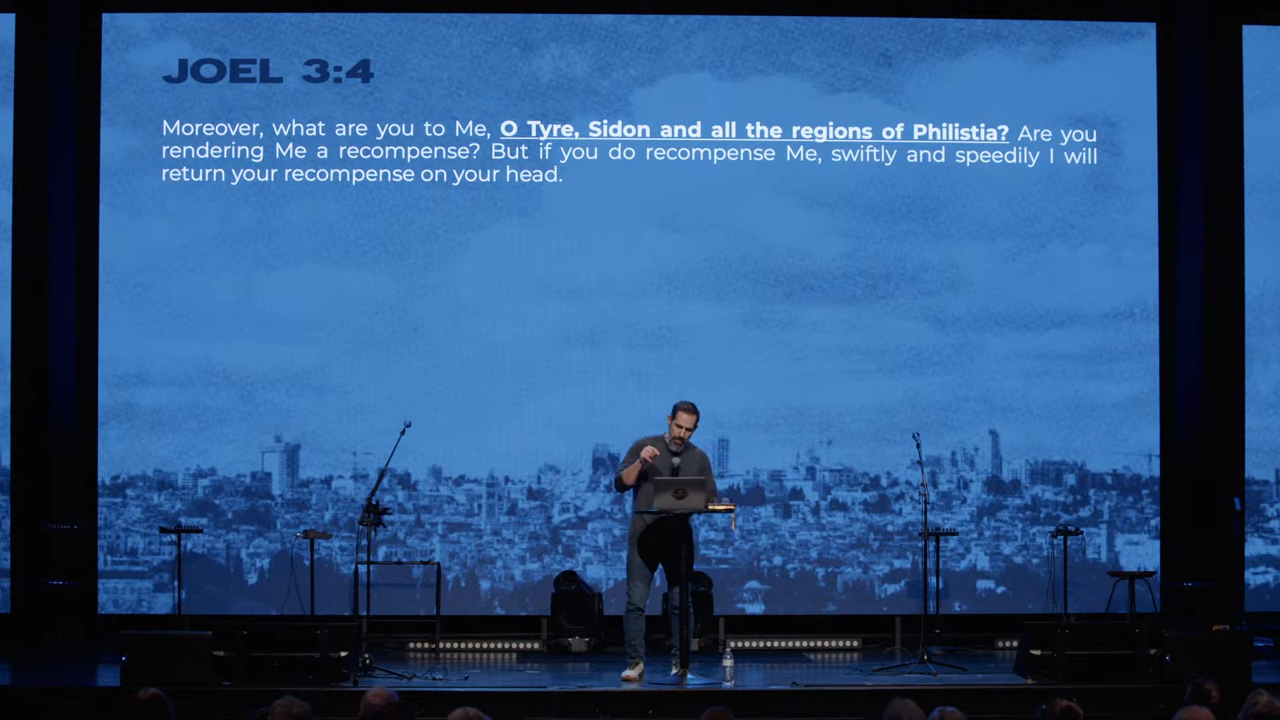 JOEL 3:4
Moreover, what are you to Me, O Tyre, Sidon and all the regions of Philistia? Are you
rendering Me a recompense? But if you do recompense Me, swiftly and speedily I will
return your recompense on your head.